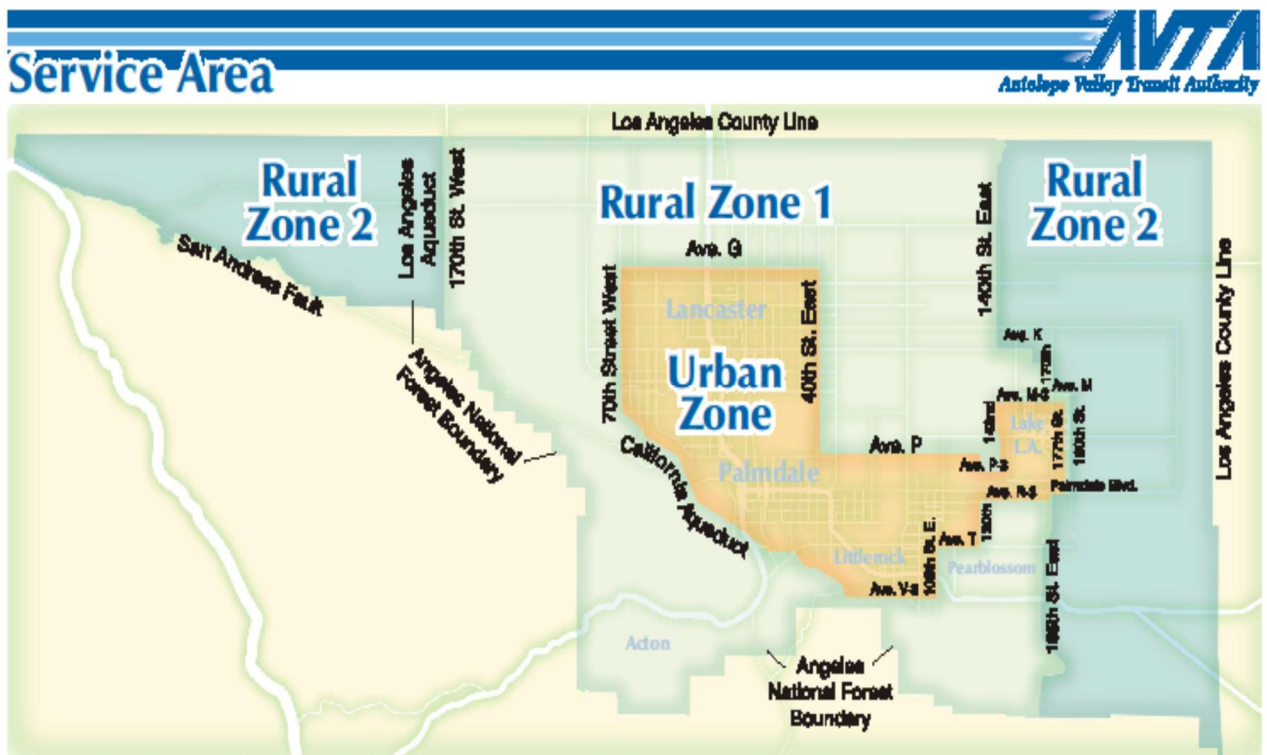 AVTA
Service Area
Antelope Valley Transit Authority
Los Angeles County Line
Rural
Zone 2
Los Angeles
Aqueduct
170th St. West
Rural Zone 1
140th St. East
Rural
Zone 2
San Andreas Fault
Ave. G
70th Street West
Lancaster
40th St. East
Urban
Zone
Los Angeles County Line
Ave. K
170th
Ave. M
Ave. M-8
Angeles National
Forest Boundary
California Aqueduct
Palmdale
Ave. P
Lake
L.A.
177th St.
Ave. P-8
Palmdale Blvd.
Ave. T
Littlerock
Pearblossom
Ave. V-8
Acton
Angeles
National Forest
Boundary